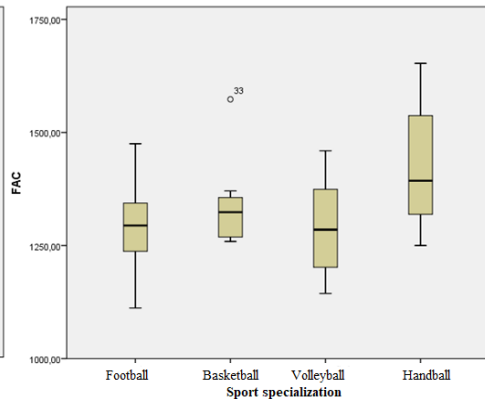 1750,00
33
1500,00
FAC
1250,00
1000,00
Football Basketball Volleyball Handball
Sport specialization